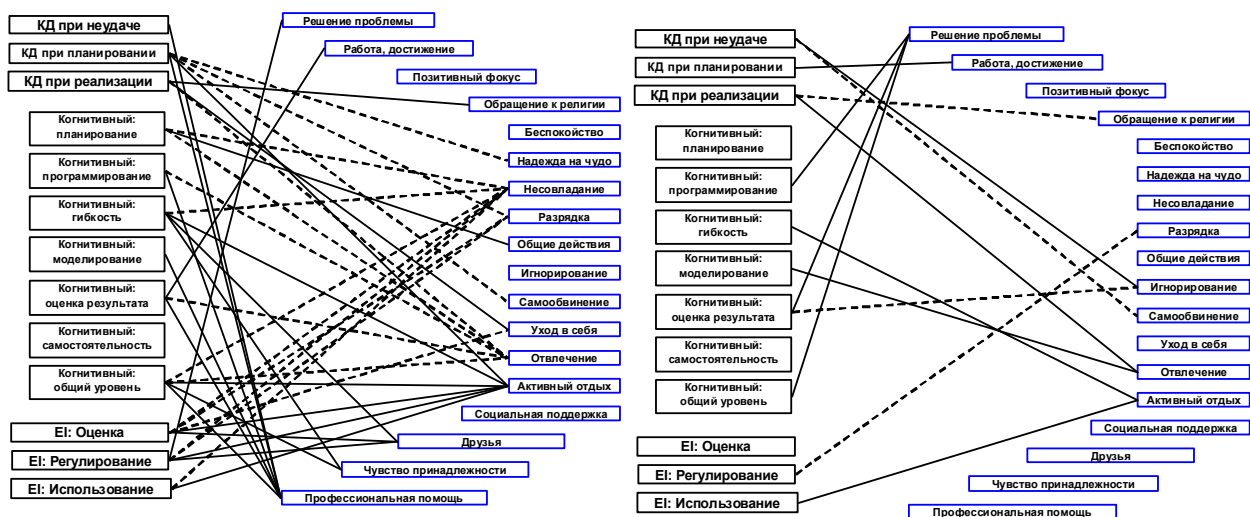 КД при неудаче
КД при планировании
КД при реализации
Когнитивный:
планирование
Когнитивный:
программирование
Когнитивный:
гибкость
Когнитивный:
моделирование
Когнитивный:
оценка результата
Когнитивный:
самостоятельность
Когнитивный:
общий уровень
EI: Оценка
EI: Регулирование
EI: Использование
Решение проблемы
Работа, достижение
Позитивный фокус
Обращение к религии
Беспокойство
Надежда на чудо
Несовладание
Разрядка
Общие действия
Игнорирование
Самообвинение
Уход в себя
Отвлечение
Активный отдых
Социальная поддержка
Друзья
Чувство принадлежности
Профессиональная помощь
КД при неудаче
КД при планировании
КД при реализации
Когнитивный:
планирование
Когнитивный:
программирование
Когнитивный:
гибкость
Когнитивный:
моделирование
Когнитивный:
оценка результата
Когнитивный:
самостоятельность
Когнитивный:
общий уровень
EI: Оценка
EI: Регулирование
EI: Использование
Решение проблемы
Работа, достижение
Позитивный фокус
Обращение к религии
Беспокойство
Надежда на чудо
Несовладание
Разрядка
Общие действия
Игнорирование
Самообвинение
Уход в себя
Отвлечение
Активный отдых
Социальная поддержка
Друзья
Чувство принадлежности
Профессиональная помощь